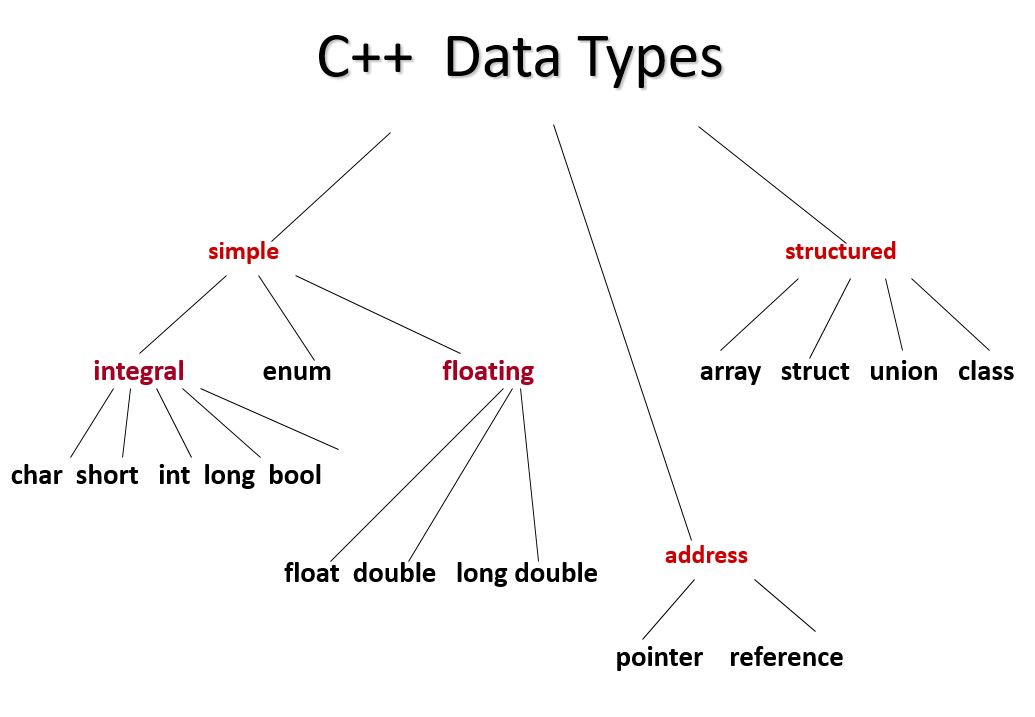 C++ Data Types
simple
structured
integral enum floating
array struct union class
char short int long bool
address
float double long double
pointer reference